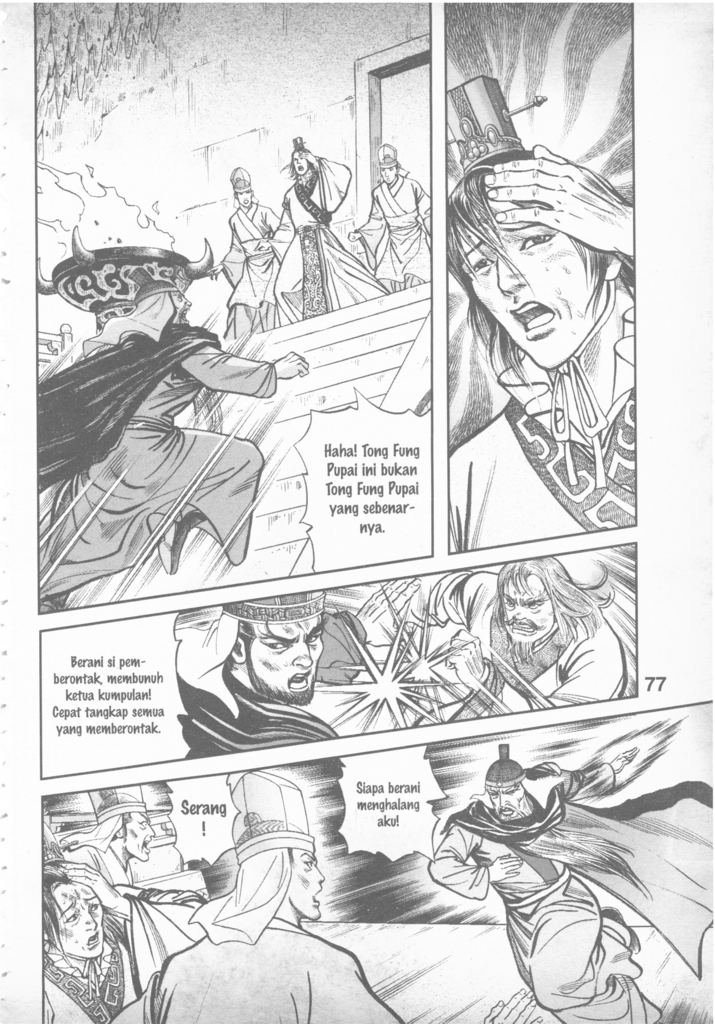 Haha! Tong Fung
Pupai ini bukan
Tong Fung Pupai
yang sebenar-
nya.
Berani si pem-
berontak, membunuh
ketua kumpulan!
Cepat tangkap semua
yang memberontak.
77
Serang
!
Siapa berani
menghalang
aku!